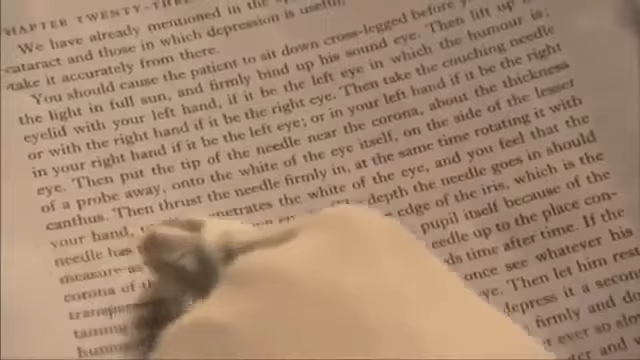 CHAPTER TWENTY-THREE
We have already mentioned in the
cataract and those in which depression is useful.
take it accurately from there.
You should cause the patient to sit down cross-legged before
the light in full sun, and firmly bind up his sound eye. Then lift up
eyelid with your left hand, if it be the left eye in which the humour is;
or with the right hand if it be the right eye. Then take the couching needle
in your right hand if it be the left eye; or in your left hand if it be the right
eye. Then put the tip of the needle near the corona, about the thickness
of a probe away, onto the white of the eye itself, on the side of the lesser
canthus. Then thrust the needle firmly in, at the same time rotating it with
your hand, penetrates the white of the eye, and you feel that the
needle has depth the needle goes in should
measure edge of the iris, which is the
corona of pupil itself because of the
needle up to the place con-
time after time. If the
once see whatever his
Then let him rest
depress it a second
firmly and
ever so
and